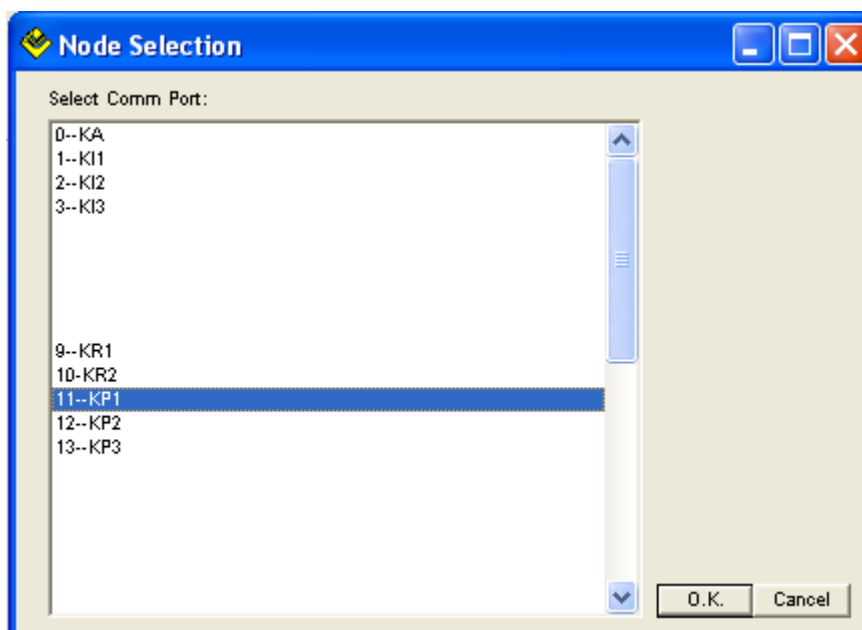 Node Selection
Select Comm Port:
0--KA
1--KI1
2--KI2
3--KI3
9--KR1
10-KR2
11--KP1
12--KP2
13--KP3
O.K. Cancel